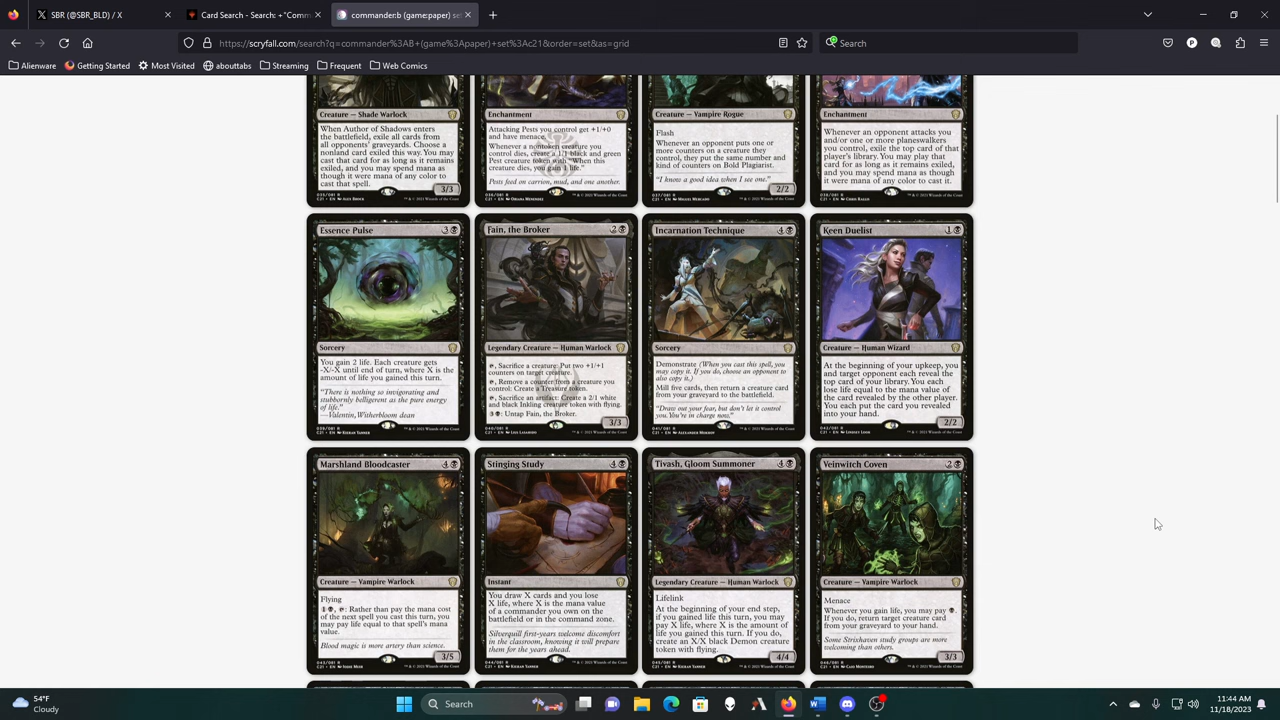 SBR (@SBR_BLD) / X
Card Search - Search: +"Comm
commander:b (game:paper) se
https://scryfall.com/search?q=commander%3AB+(game%3Apaper)+set%3Ac21&order=set&as=grid
Search
Alienware
Getting Started
Most Visited
abouttabs
Streaming
Frequent
Web Comics
Creature — Shade Warlock
When Author of Shadows enters
the battlefield, exile all cards from
all opponents' graveyards. Choose a
nonland card exiled this way. You may
cast that card for as long as it remains
exiled, and you may spend mana as
though it were mana of any color to
cast that spell.
3/3
Enchantment
Attacking Pests you control get +1/+0
and have menace.
Whenever a nontoken creature you
control dies, create a 1/1 black and green
Pest creature token with "When this
creature dies, you gain 1 life."
Pests feed on carrion, mud, and one another.
Creature — Vampire Rogue
Flash
Whenever an opponent puts one or
more counters on a creature they
control, they put the same number and
kind of counters on Bold Plagiarist.
"I know a good idea when I see one."
2/2
Enchantment
Whenever an opponent attacks you
and/or one or more planeswalkers
you control, exile the top card of that
player's library. You may play that
card for as long as it remains exiled,
and you may spend mana as though
it were mana of any color to cast it.
Essence Pulse 3
Sorcery
You gain 2 life. Each creature gets
-X/-X until end of turn, where X is the
amount of life you gained this turn.
"There is nothing so invigorating and
stubbornly belligerent as the pure energy
of life."
—Valentin, Witherbloom dean
Fain, the Broker 2
Legendary Creature — Human Warlock
, Sacrifice a creature: Put two +1/+1
counters on target creature.
, Remove a counter from a creature you
control: Create a Treasure token.
, Sacrifice an artifact: Create a 2/1 white
and black Inkling creature token with flying.
3 : Untap Fain, the Broker.
3/3
Incarnation Technique 4
Sorcery
Demonstrate (When you cast this spell, you
may copy it. If you do, choose an opponent to
also copy it.)
Mill five cards, then return a creature card
from your graveyard to the battlefield.
"Draw out your fear, but don't let it control
you. You're in charge now."
Keen Duelist 1
Creature — Human Wizard
At the beginning of your upkeep, you
and target opponent each reveal the
top card of your library. You each
lose life equal to the mana value of
the card revealed by the other player.
You each put the card you revealed
into your hand.
2/2
Marshland Bloodcaster 4
Creature — Vampire Warlock
Flying
1 , : Rather than pay the mana cost
of the next spell you cast this turn, you
may pay life equal to that spell's mana
value.
Blood magic is more artery than science.
3/5
Stinging Study 4
Instant
You draw X cards and you lose
X life, where X is the mana value
of a commander you own on the
battlefield or in the command zone.
Silverquill first-years welcome discomfort
in the classroom, knowing it will prepare
them for the years ahead.
Tivash, Gloom Summoner 4
Legendary Creature — Human Warlock
Lifelink
At the beginning of your end step,
if you gained life this turn, you may
pay X life, where X is the amount of
life you gained this turn. If you do,
create an X/X black Demon creature
token with flying.
4/4
Veinwitch Coven 2
Creature — Vampire Warlock
Menace
Whenever you gain life, you may pay .
If you do, return target creature card
from your graveyard to your hand.
Some Strixhaven study groups are more
welcoming than others.
3/3
54°F
Cloudy
Search
11:44 AM
11/18/2023